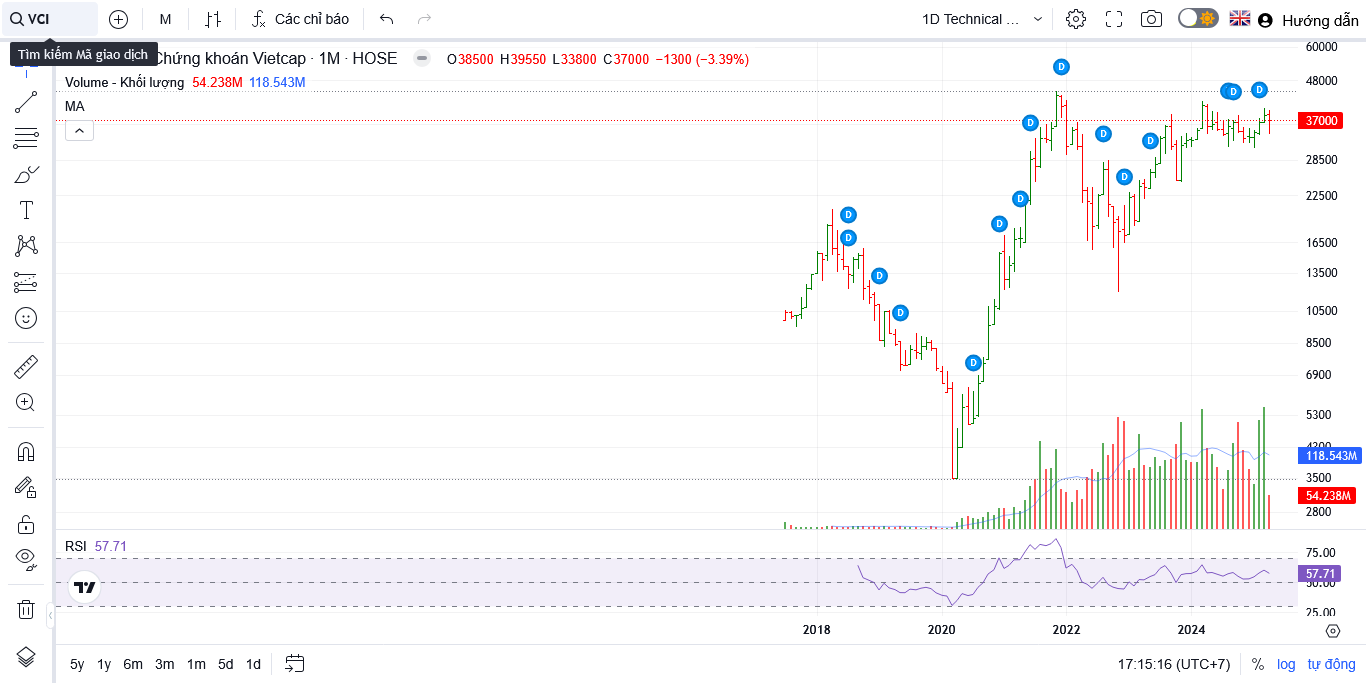 VCI M Các chỉ báo 1D Technical ... Hướng dẫn
Tìm kiếm Mã giao dịch
Chứng khoán Vietcap · 1M · HOSE O38500 H39550 L33800 C37000 −1300 (−3.39%)
Volume - Khối lượng 54.238M 118.543M
MA
60000
48000
37000
28500
22500
16500
13500
10500
8500
6900
5300
4200
118.543M
3500
54.238M
2800
D
D
D
D
D
D
D
D
D
D
D
D
D
D
RSI 57.71
75.00
57.71
50.00
25.00
2018 2020 2022 2024
5y 1y 6m 3m 1m 5d 1d 17:15:16 (UTC+7) % log tự động